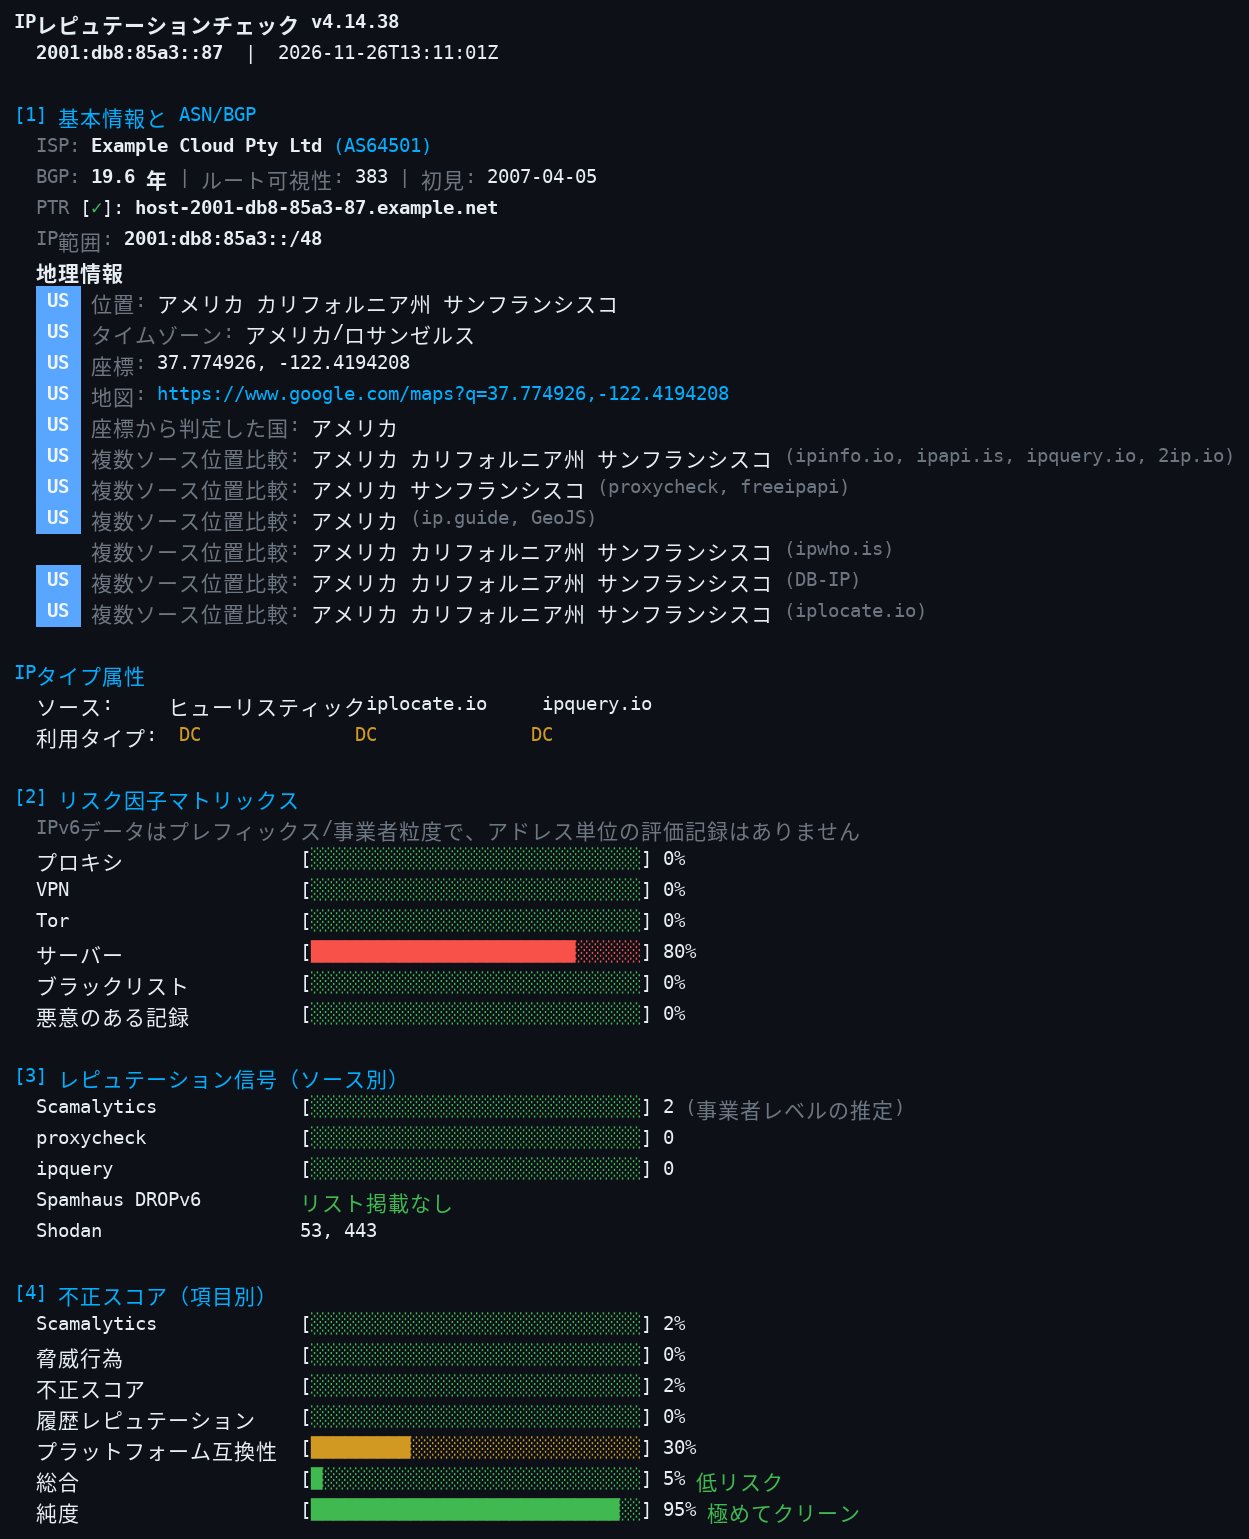 IPレピュテーションチェック v4.14.38
2001:db8:85a3::87 | 2026-11-26T13:11:01Z
[1] 基本情報と ASN/BGP
ISP: Example Cloud Pty Ltd (AS64501)
BGP: 19.6 年 | ルート可視性: 383 | 初見: 2007-04-05
PTR [✓]: host-2001-db8-85a3-87.example.net
IP範囲: 2001:db8:85a3::/48
地理情報
US 位置: アメリカ カリフォルニア州 サンフランシスコ
US タイムゾーン: アメリカ/ロサンゼルス
US 座標: 37.774926, -122.4194208
US 地図: https://www.google.com/maps?q=37.774926,-122.4194208
US 座標から判定した国: アメリカ
US 複数ソース位置比較: アメリカ カリフォルニア州 サンフランシスコ (ipinfo.io, ipapi.is, ipquery.io, 2ip.io)
US 複数ソース位置比較: アメリカ サンフランシスコ (proxycheck, freeipapi)
US 複数ソース位置比較: アメリカ (ip.guide, GeoJS)
複数ソース位置比較: アメリカ カリフォルニア州 サンフランシスコ (ipwho.is)
US 複数ソース位置比較: アメリカ カリフォルニア州 サンフランシスコ (DB-IP)
US 複数ソース位置比較: アメリカ カリフォルニア州 サンフランシスコ (iplocate.io)
IPタイプ属性
ソース: ヒューリスティックiplocate.io ipquery.io
利用タイプ: DC DC DC
[2] リスク因子マトリックス
IPv6データはプレフィックス/事業者粒度で、アドレス単位の評価記録はありません
プロキシ [░░░░░░░░░░░░░░░░░░░░░░░░░░░░░░] 0%
VPN [░░░░░░░░░░░░░░░░░░░░░░░░░░░░░░] 0%
Tor [░░░░░░░░░░░░░░░░░░░░░░░░░░░░░░] 0%
サーバー [████████████████████████░░░░░░] 80%
ブラックリスト [░░░░░░░░░░░░░░░░░░░░░░░░░░░░░░] 0%
悪意のある記録 [░░░░░░░░░░░░░░░░░░░░░░░░░░░░░░] 0%
[3] レピュテーション信号（ソース別）
Scamalytics [░░░░░░░░░░░░░░░░░░░░░░░░░░░░░░] 2 (事業者レベルの推定)
proxycheck [░░░░░░░░░░░░░░░░░░░░░░░░░░░░░░] 0
ipquery [░░░░░░░░░░░░░░░░░░░░░░░░░░░░░░] 0
Spamhaus DROPv6 リスト掲載なし
Shodan 53, 443
[4] 不正スコア（項目別）
Scamalytics [░░░░░░░░░░░░░░░░░░░░░░░░░░░░░░] 2%
脅威行為 [░░░░░░░░░░░░░░░░░░░░░░░░░░░░░░] 0%
不正スコア [░░░░░░░░░░░░░░░░░░░░░░░░░░░░░░] 2%
履歴レピュテーション [░░░░░░░░░░░░░░░░░░░░░░░░░░░░░░] 0%
プラットフォーム互換性 [█████████░░░░░░░░░░░░░░░░░░░░░] 30%
総合 [█░░░░░░░░░░░░░░░░░░░░░░░░░░░░░] 5% 低リスク
純度 [████████████████████████████░░] 95% 極めてクリーン